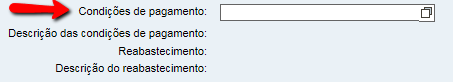 Condições de pagamento:
Descrição das condições de pagamento:
Reabastecimento:
Descrição do reabastecimento: